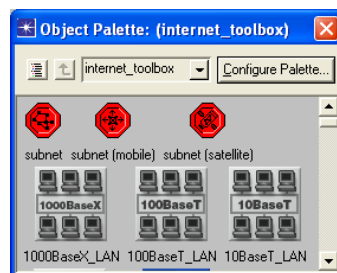 Object Palette: (internet_toolbox)
internet_toolbox Configure Palette...
subnet subnet (mobile) subnet (satellite)
1000BaseX 100BaseT 10BaseT
1000BaseX_LAN 100BaseT_LAN 10BaseT_LAN